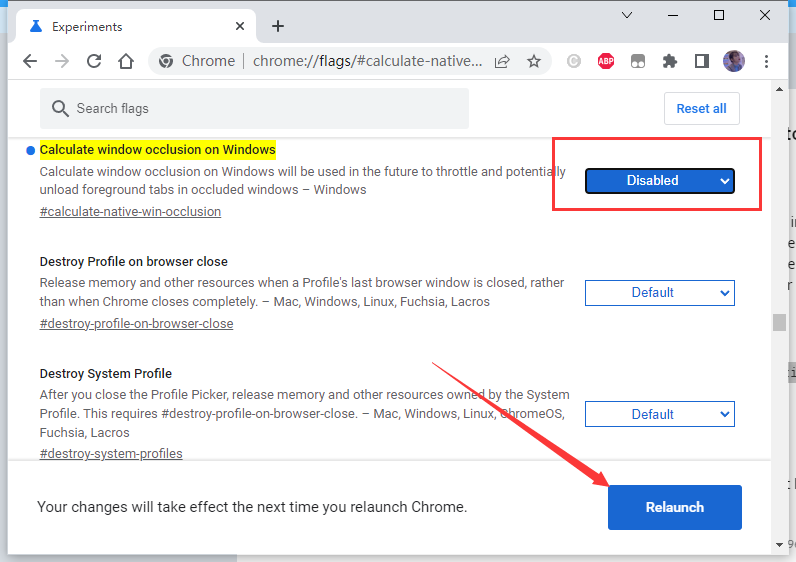 Experiments
Chrome | chrome://flags/#calculate-native...
ABP
Search flags
Reset all
Calculate window occlusion on Windows
Calculate window occlusion on Windows will be used in the future to throttle and potentially
unload foreground tabs in occluded windows – Windows
#calculate-native-win-occlusion
Disabled
Destroy Profile on browser close
Release memory and other resources when a Profile's last browser window is closed, rather
than when Chrome closes completely. – Mac, Windows, Linux, Fuchsia, Lacros
#destroy-profile-on-browser-close
Default
Destroy System Profile
After you close the Profile Picker, release memory and other resources owned by the System
Profile. This requires #destroy-profile-on-browser-close. – Mac, Windows, Linux, ChromeOS,
Fuchsia, Lacros
#destroy-system-profiles
Default
Your changes will take effect the next time you relaunch Chrome.
Relaunch